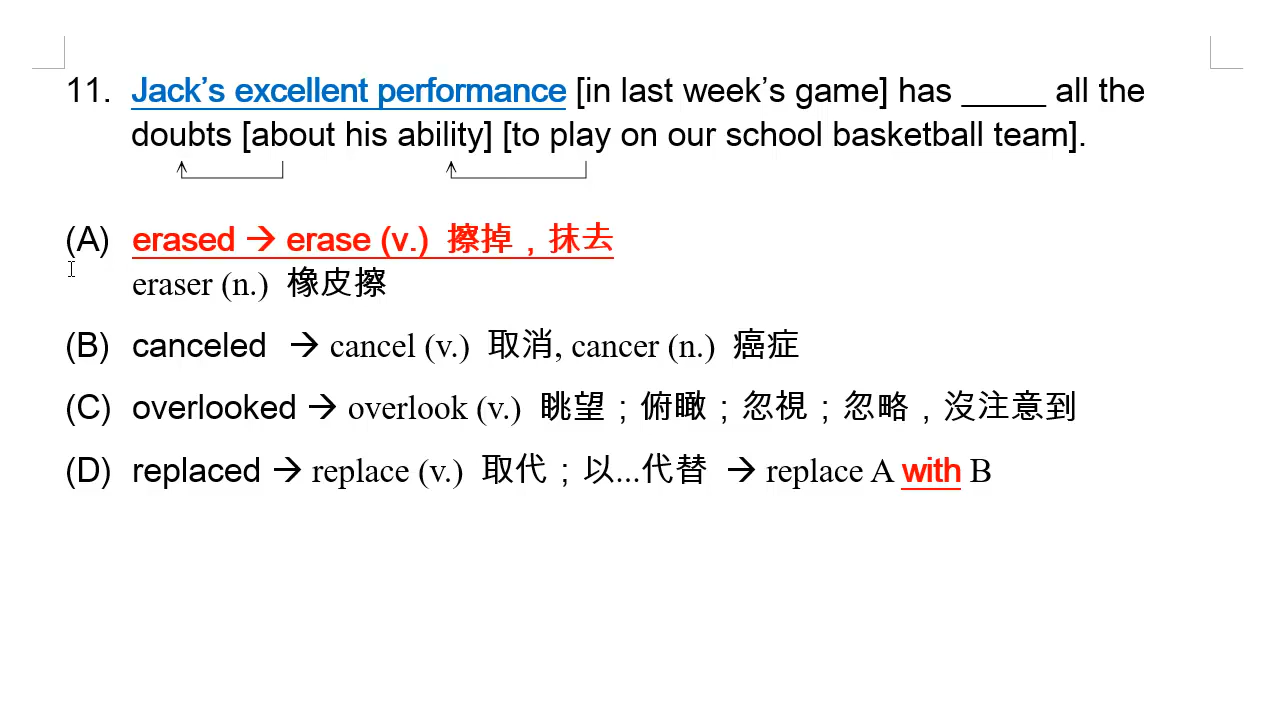 11. Jack’s excellent performance [in last week’s game] has _____ all the
doubts [about his ability] [to play on our school basketball team].
(A) erased → erase (v.) 擦掉，抹去
eraser (n.) 橡皮擦
(B) canceled → cancel (v.) 取消, cancer (n.) 癌症
(C) overlooked → overlook (v.) 眺望；俯瞰；忽視；忽略，沒注意到
(D) replaced → replace (v.) 取代；以...代替 → replace A with B